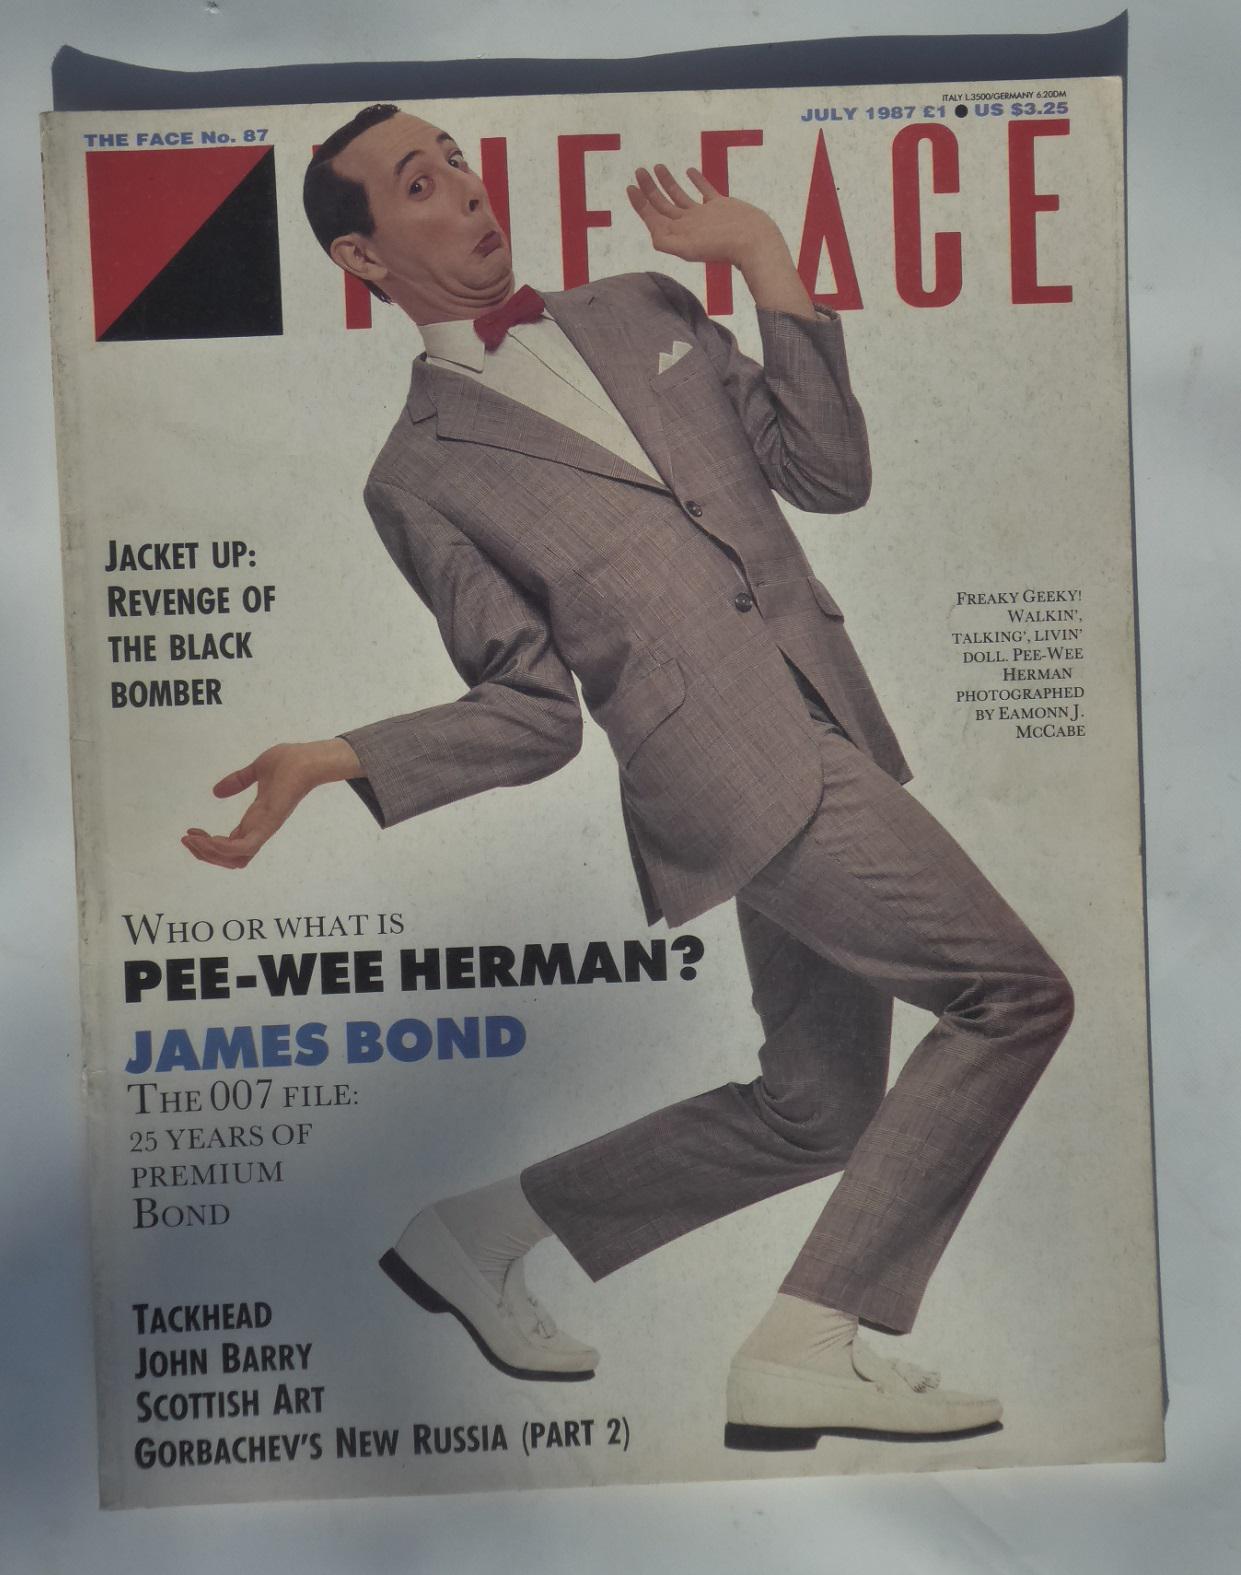 ITALY L3500/GERMANY 6.20DM
JULY 1987 £1 ● US $3.25
THE FACE No. 87
THE FACE
JACKET UP:
REVENGE OF
THE BLACK
BOMBER
FREAKY GEEKY!
WALKIN',
TALKING', LIVIN'
DOLL. PEE-WEE
HERMAN
PHOTOGRAPHED
BY EAMONN J.
MCCABE
WHO OR WHAT IS
PEE-WEE HERMAN?
JAMES BOND
THE 007 FILE:
25 YEARS OF
PREMIUM
BOND
TACKHEAD
JOHN BARRY
SCOTTISH ART
GORBACHEV'S NEW RUSSIA (PART 2)